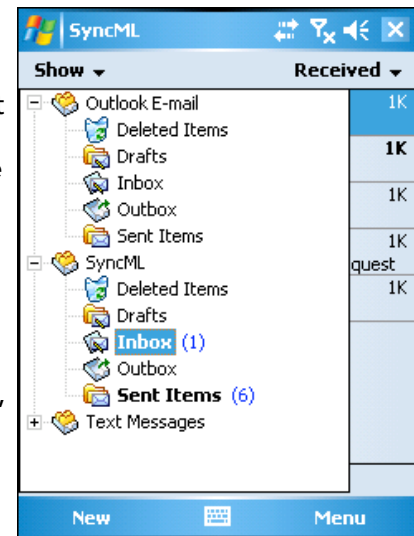 SyncML
Show Received
Outlook E-mail 1K
Deleted Items
Drafts 1K
Inbox 1K
Outbox
Sent Items 1K
SyncML quest
Deleted Items 1K
Drafts
Inbox (1)
Outbox
Sent Items (6)
Text Messages
New Menu